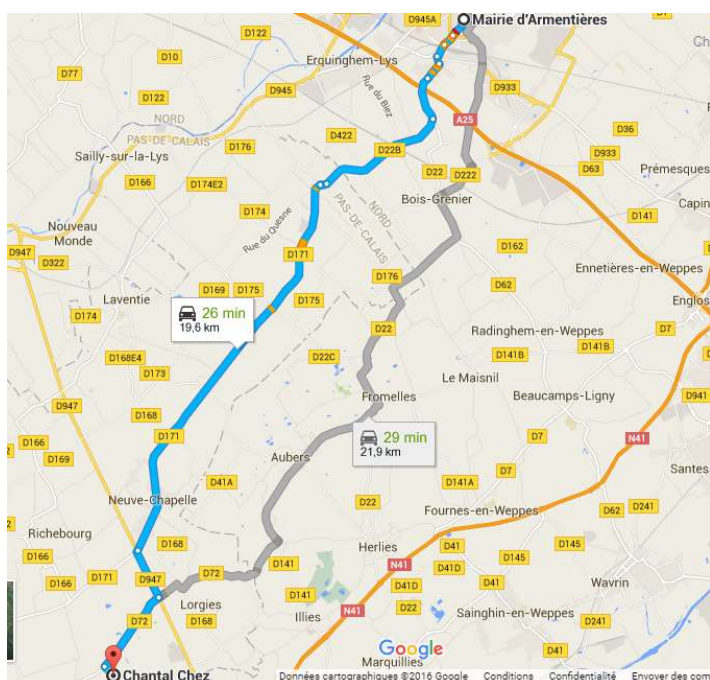 D945A
Mairie d'Armentières
D122
D10
Erquinghem-Lys
D77
D122
D945
Rue du Biez
D933
A25
NORD
PAS-DE-CALAIS
D176
D422
D22B
D36
D933
Sailly-sur-la-Lys
D166
D174E2
D22
D222
D63
Prémesques
Bois-Grenier
Capin
D174
Rue du Quesne
NORD
PAS-DE-CALAIS
D141
Nouveau
Monde
D947
D322
D171
D162
D176
Ennetières-en-Weppes
D169
D175
D175
D62
Laventie
Englos
D174
26 min
19,6 km
D22
Radinghem-en-Weppes
D7
D168E4
D173
D22C
D141B
D141B
Le Maisnil
D947
Fromelles
Beaucamps-Ligny
D941
D168
D171
29 min
21,9 km
D7
N41
D166
D169
Aubers
D7
Santes
D41A
D141A
Neuve-Chapelle
D22
Fournes-en-Weppes
D62
D241
Richebourg
D168
Herlies
D41
D145
D145
D166
D171
D947
D72
D141
N41
D41D
Wavrin
D166
D41D
D41
D141
Lorgies
D72
D168
Illies
N41
D22
Sainghin-en-Weppes
D241
Google
D41
Marquillies
Chantal Chez
Données cartographiques ©2016 Google Conditions Confidentialité Envoyer des com